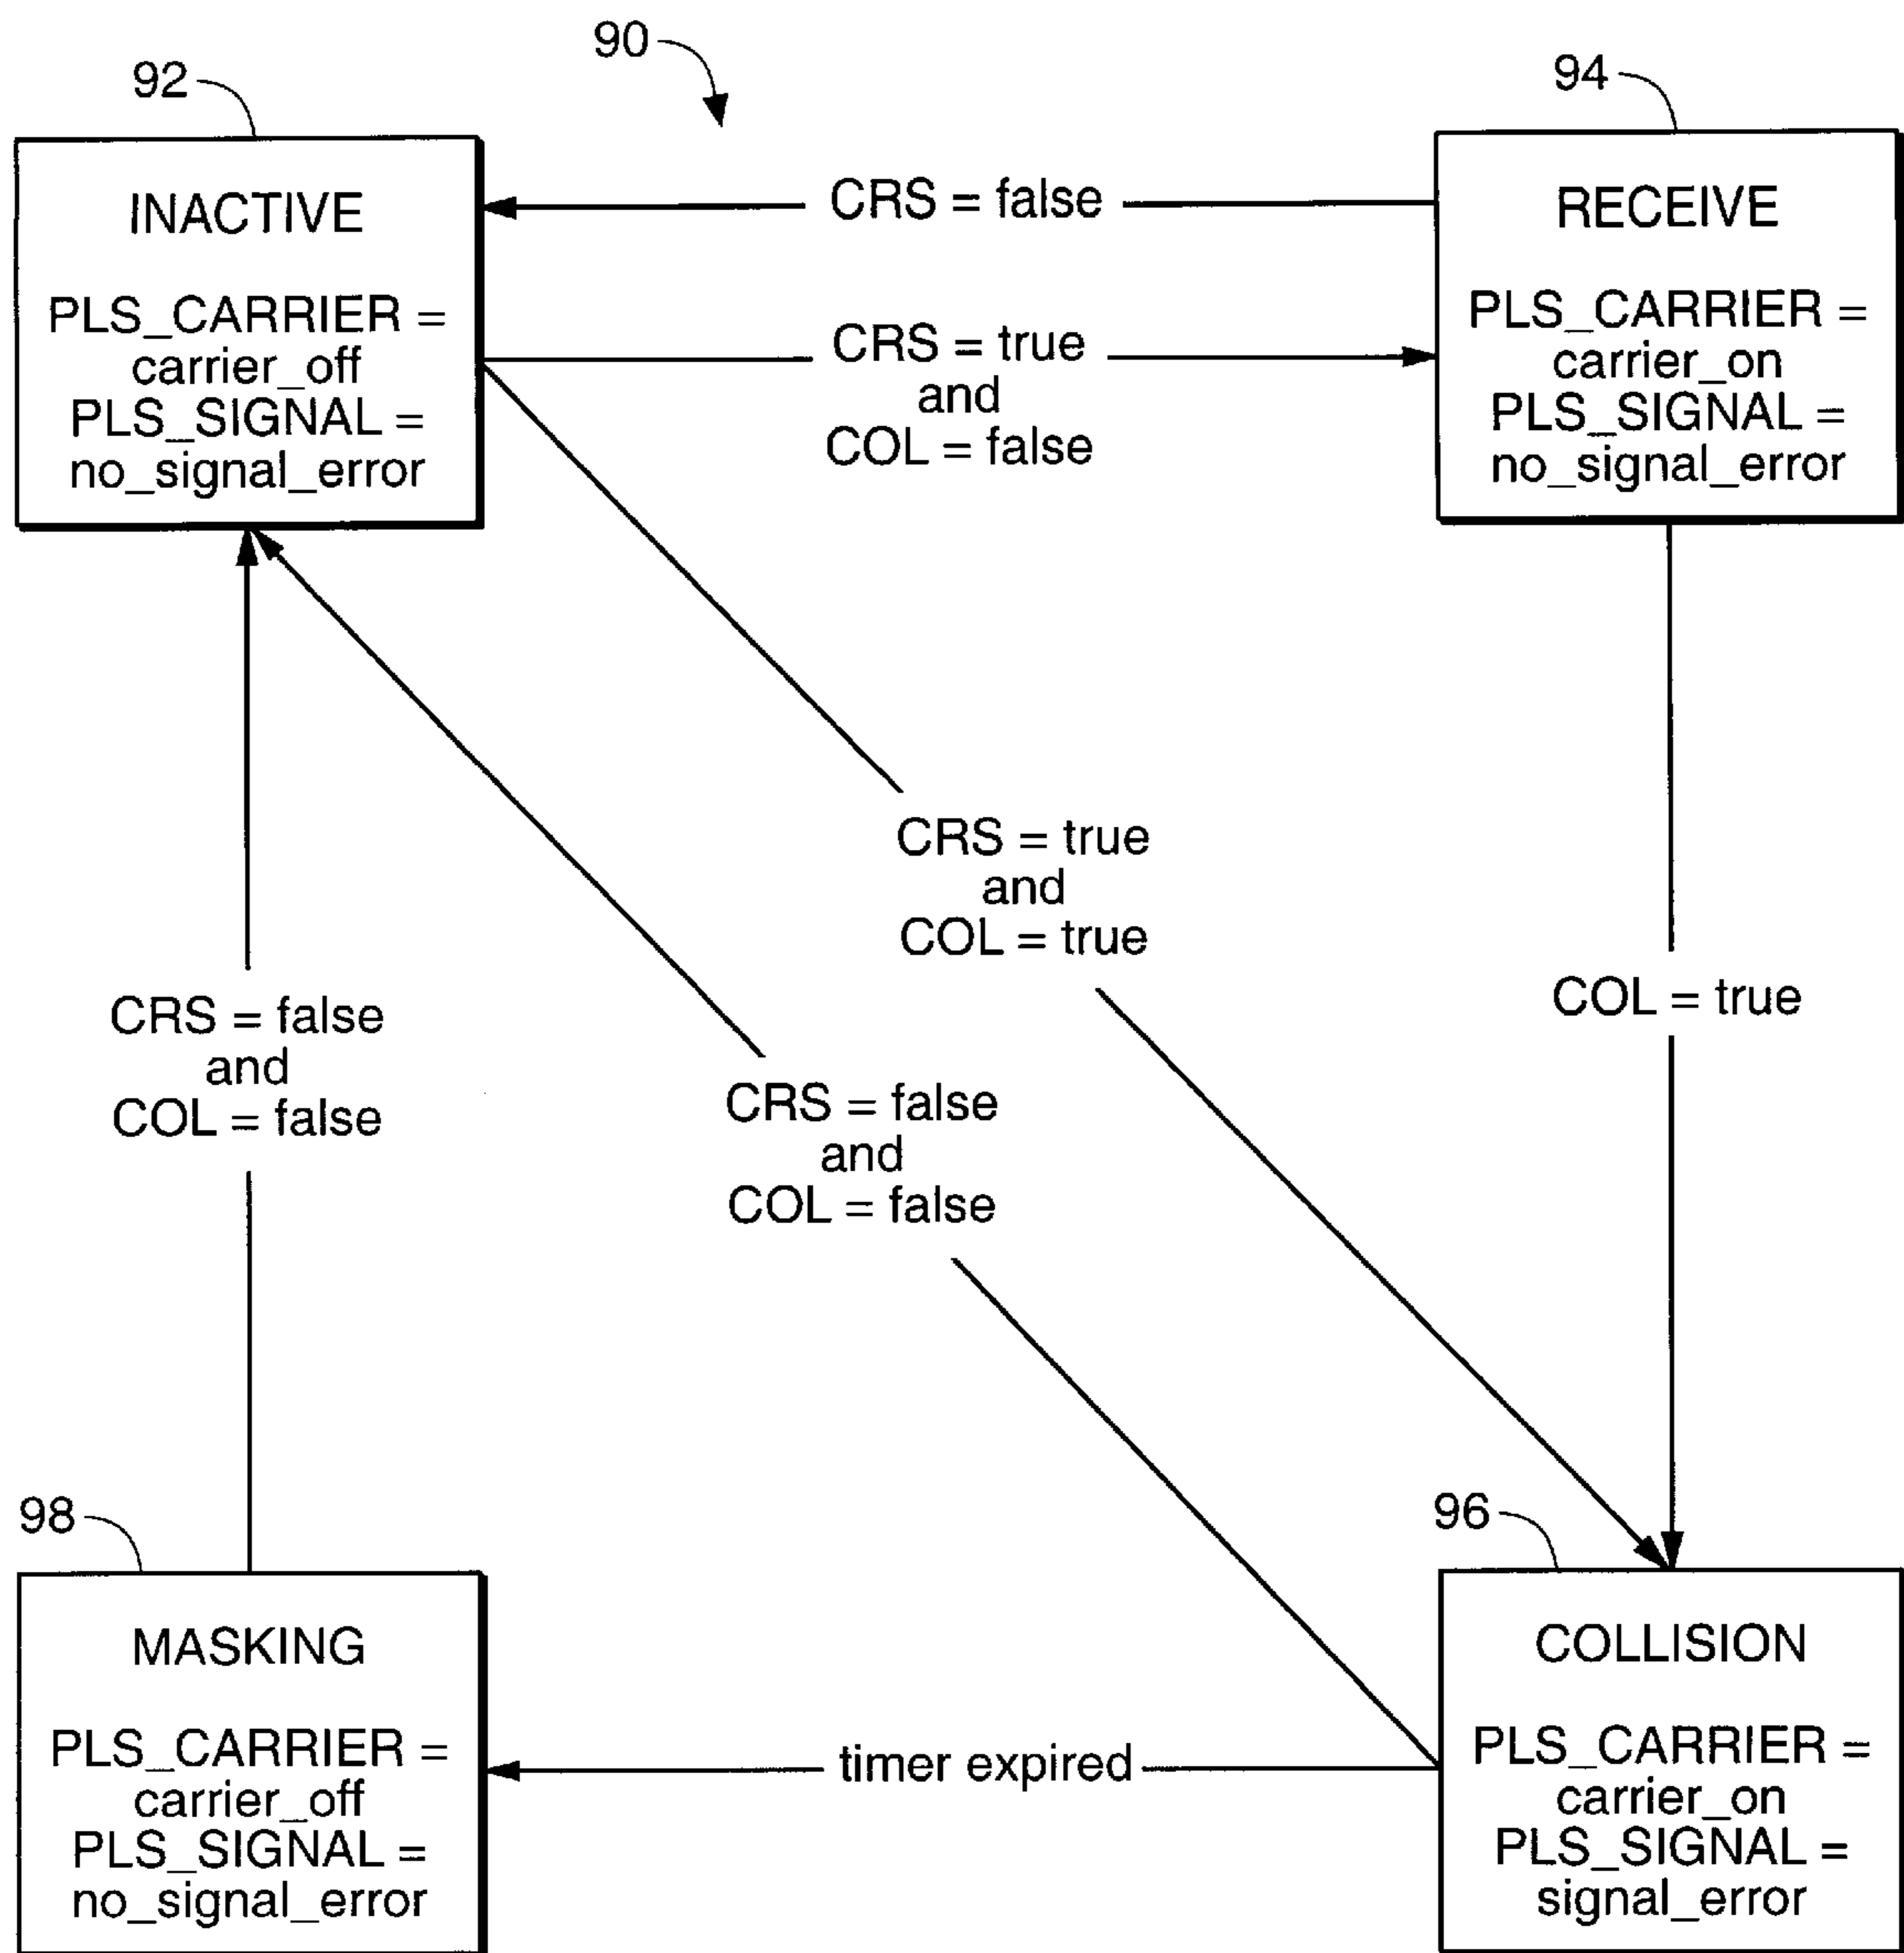 90
92
94
INACTIVE
PLS_CARRIER =
carrier_off
PLS_SIGNAL =
no_signal_error
CRS = false
CRS = true
and
COL = false
RECEIVE
PLS_CARRIER =
carrier_on
PLS_SIGNAL =
no_signal_error
CRS = true
and
COL = true
COL = true
CRS = false
and
COL = false
CRS = false
and
COL = false
98
96
MASKING
PLS_CARRIER =
carrier_off
PLS_SIGNAL =
no_signal_error
timer expired
COLLISION
PLS_CARRIER =
carrier_on
PLS_SIGNAL =
signal_error